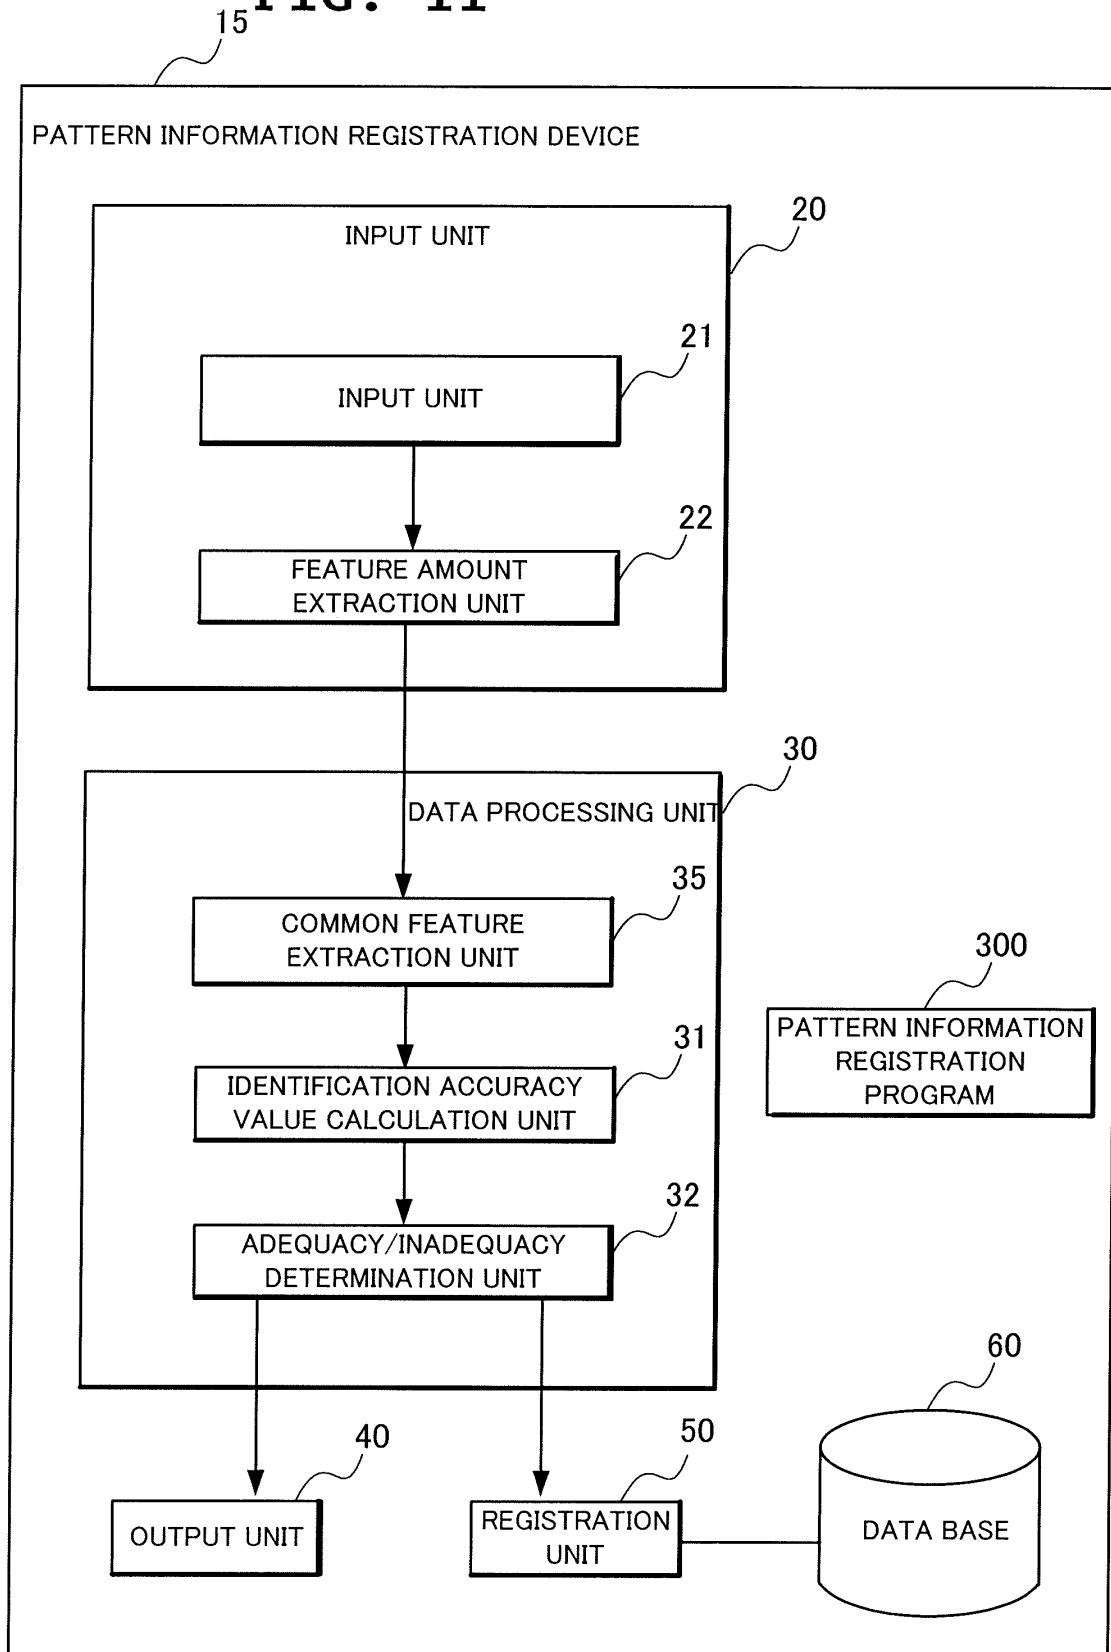 FIG. 11
15
PATTERN INFORMATION REGISTRATION DEVICE
20
INPUT UNIT
21
INPUT UNIT
22
FEATURE AMOUNT
EXTRACTION UNIT
30
DATA PROCESSING UNIT
35
COMMON FEATURE
EXTRACTION UNIT
300
PATTERN INFORMATION
REGISTRATION
PROGRAM
31
IDENTIFICATION ACCURACY
VALUE CALCULATION UNIT
32
ADEQUACY/INADEQUACY
DETERMINATION UNIT
60
DATA BASE
40
OUTPUT UNIT
50
REGISTRATION
UNIT